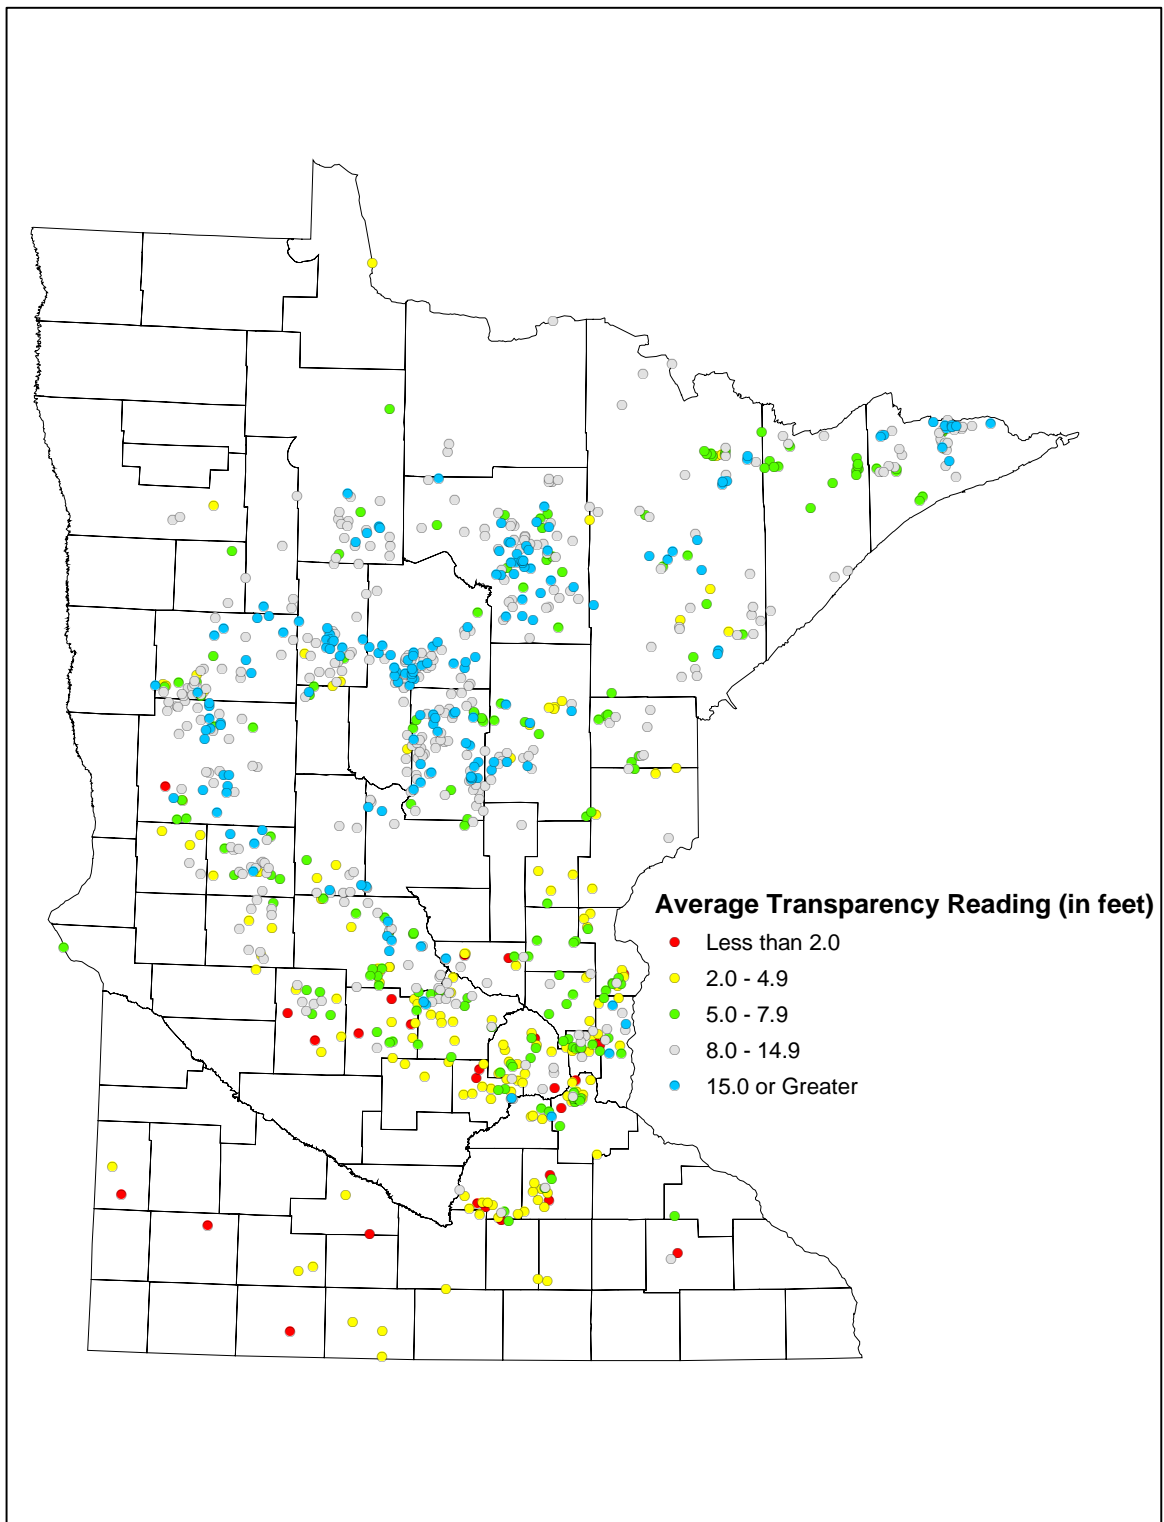 Average Transparency Reading (in feet)
Less than 2.0
2.0 - 4.9
5.0 - 7.9
8.0 - 14.9
15.0 or Greater